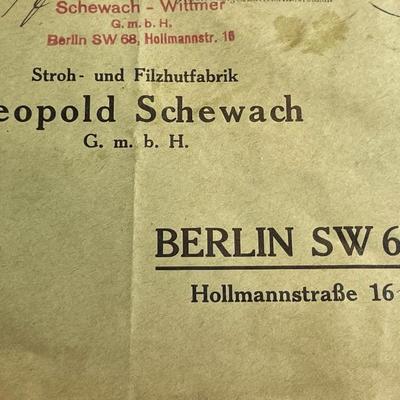 Schewach - Wittmer
G. m. b. H.
Berlin SW 68, Hollmannstr. 16
Stroh- und Filzhutfabrik
eopold Schewach
G. m. b. H.
BERLIN SW 6
Hollmannstraße 16